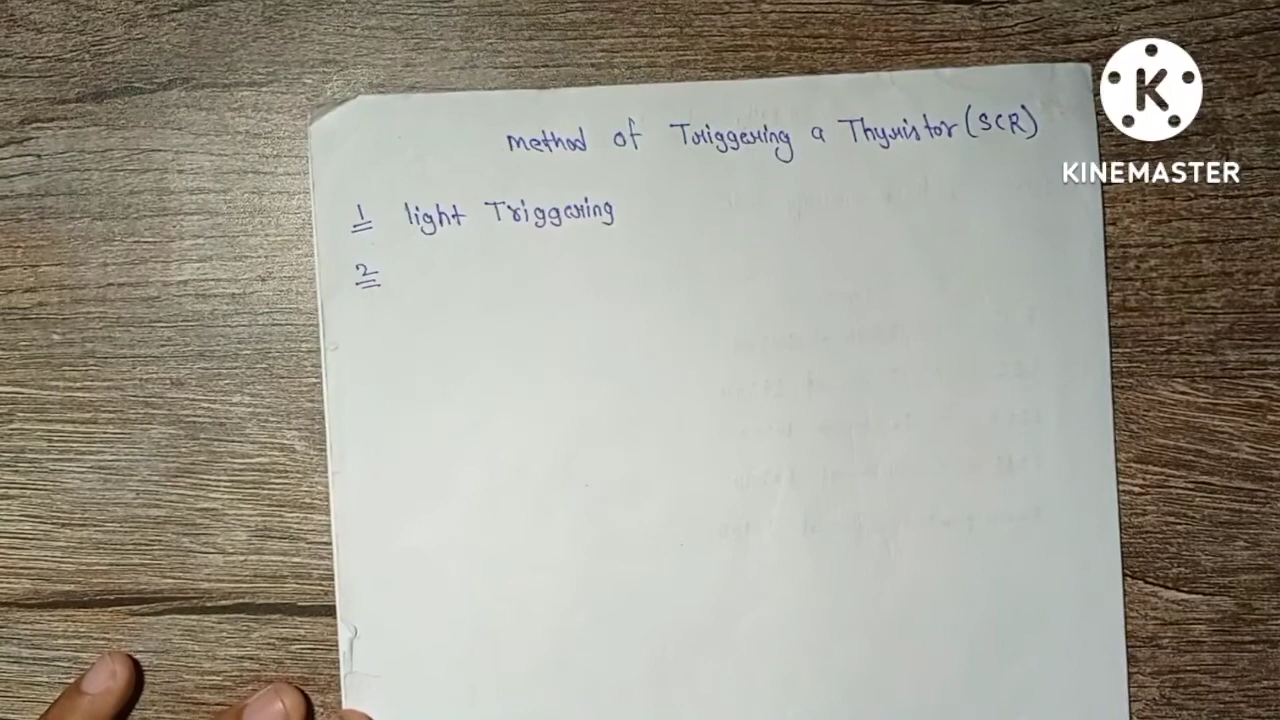 Method of Triggering a Thyristor (SCR)
1 light Triggering
2
K
KINEMASTER